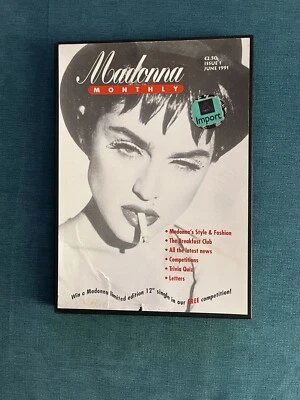 Madonna
MONTHLY
£2.50
ISSUE 1
JUNE 1991
Import
• Madonna's Style & Fashion
• The Breakfast Club
• All the latest news
• Competitions
• Trivia Quiz
• Letters
Win a Madonna limited edition 12" single in our FREE competition!